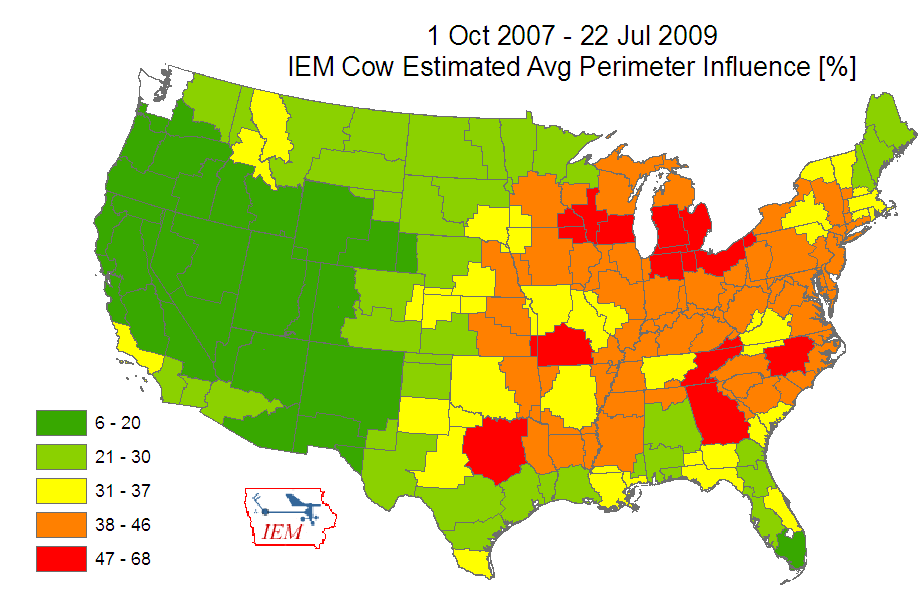 1 Oct 2007 - 22 Jul 2009
IEM Cow Estimated Avg Perimeter Influence [%]
6 - 20
21 - 30
31 - 37
38 - 46
47 - 68
IEM